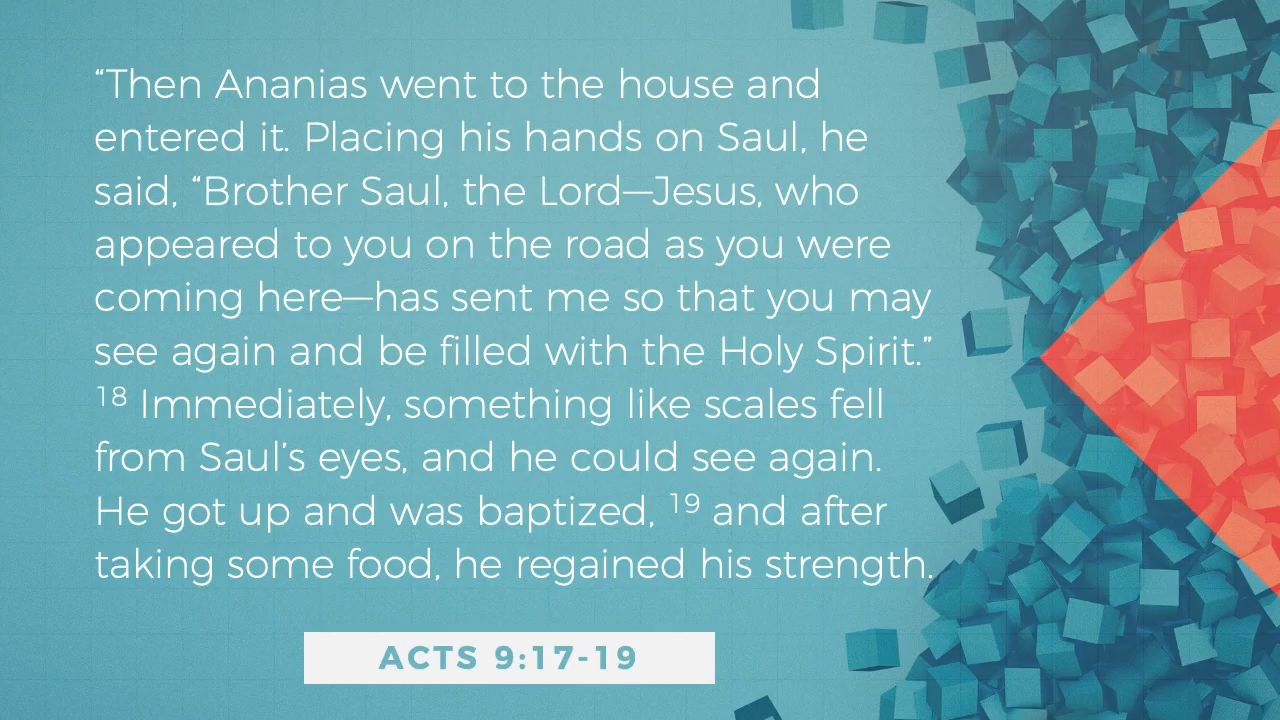 “Then Ananias went to the house and
entered it. Placing his hands on Saul, he
said, “Brother Saul, the Lord—Jesus, who
appeared to you on the road as you were
coming here—has sent me so that you may
see again and be filled with the Holy Spirit.”
¹⁸ Immediately, something like scales fell
from Saul’s eyes, and he could see again.
He got up and was baptized, ¹⁹ and after
taking some food, he regained his strength.
ACTS 9:17-19